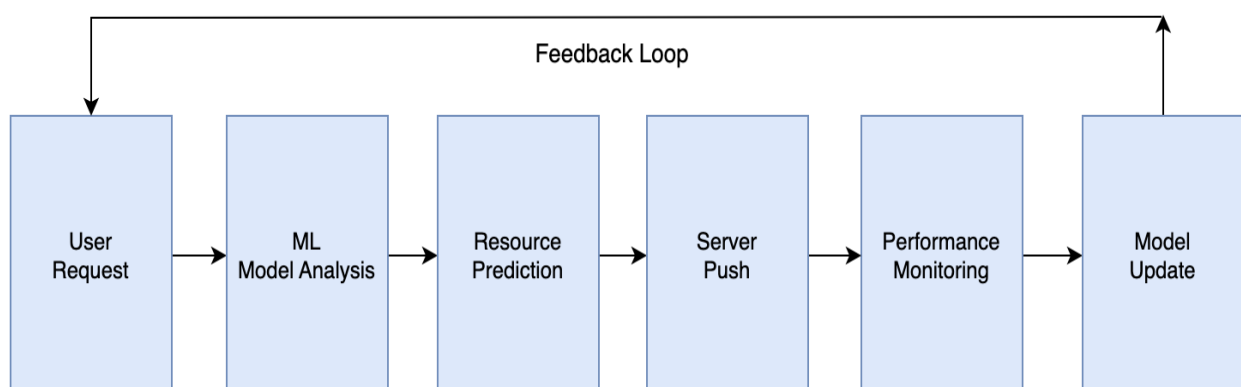 Feedback Loop
User
Request
ML
Model Analysis
Resource
Prediction
Server
Push
Performance
Monitoring
Model
Update